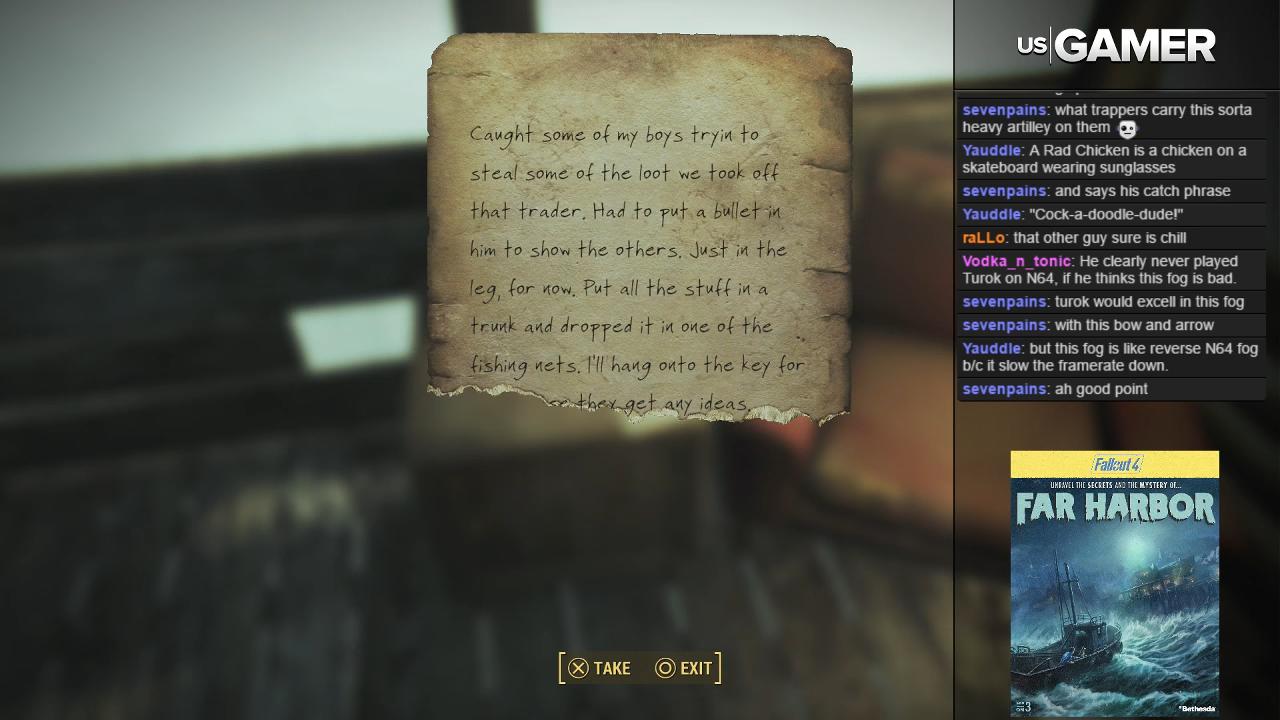 Caught some of my boys tryin to
steal some of the loot we took off
that trader. Had to put a bullet in
him to show the others. Just in the
leg, for now. Put all the stuff in a
trunk and dropped it in one of the
fishing nets. I'll hang onto the key for
they get any ideas.
TAKE
EXIT
US GAMER
sevenpains: what trappers carry this sorta
heavy artilley on them
Yauddle: A Rad Chicken is a chicken on a
skateboard wearing sunglasses
sevenpains: and says his catch phrase
Yauddle: "Cock-a-doodle-dude!"
raLLo: that other guy sure is chill
Vodka_n_tonic: He clearly never played
Turok on N64, if he thinks this fog is bad.
sevenpains: turok would excell in this fog
sevenpains: with this bow and arrow
Yauddle: but this fog is like reverse N64 fog
b/c it slow the framerate down.
sevenpains: ah good point
Fallout 4
UNRAVEL THE SECRETS AND THE MYSTERY OF...
FAR HARBOR
Bethesda